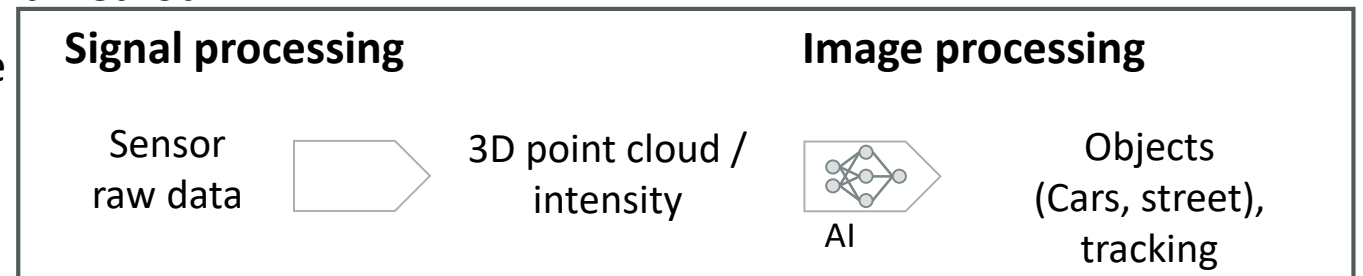 Signal processing
Image processing
Sensor
raw data
3D point cloud /
intensity
AI
Objects
(Cars, street),
tracking